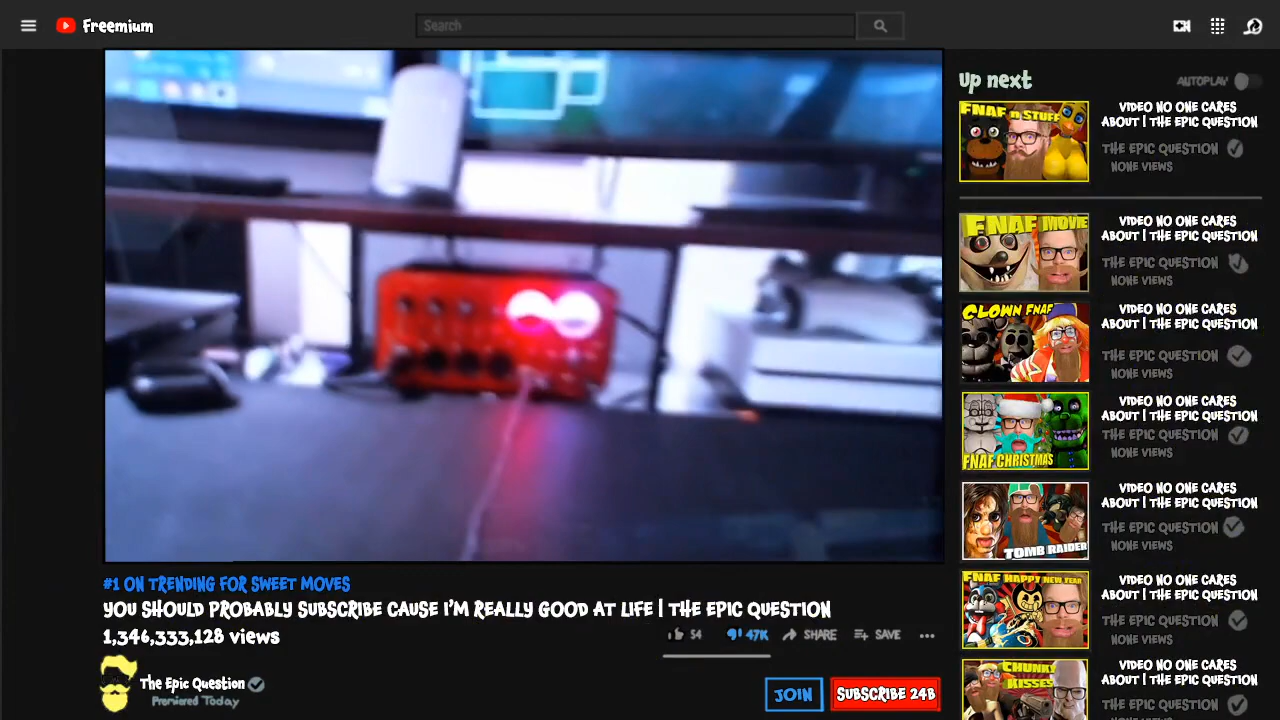 Freemium
Search
#1 ON TRENDING FOR SWEET MOVES
YOU SHOULD PROBABLY SUBSCRIBE CAUSE I'M REALLY GOOD AT LIFE | THE EPIC QUESTION
1,346,333,128 views
54
47K
SHARE
SAVE
The Epic Question
Premiered Today
JOIN
SUBSCRIBE 24B
Up next
AUTOPLAY
FNAF n STUFF
VIDEO NO ONE CARES
ABOUT | THE EPIC QUESTION
THE EPIC QUESTION
NONE VIEWS
FNAF MOVIE
VIDEO NO ONE CARES
ABOUT | THE EPIC QUESTION
THE EPIC QUESTION
NONE VIEWS
CLOWN FNAF
VIDEO NO ONE CARES
ABOUT | THE EPIC QUESTION
THE EPIC QUESTION
NONE VIEWS
FNAF CHRISTMAS
VIDEO NO ONE CARES
ABOUT | THE EPIC QUESTION
THE EPIC QUESTION
NONE VIEWS
TOMB RAIDER
VIDEO NO ONE CARES
ABOUT | THE EPIC QUESTION
THE EPIC QUESTION
NONE VIEWS
FNAF HAPPY NEW YEAR
VIDEO NO ONE CARES
ABOUT | THE EPIC QUESTION
THE EPIC QUESTION
NONE VIEWS
CHUNKY
KISSES
VIDEO NO ONE CARES
ABOUT | THE EPIC QUESTION
THE EPIC QUESTION